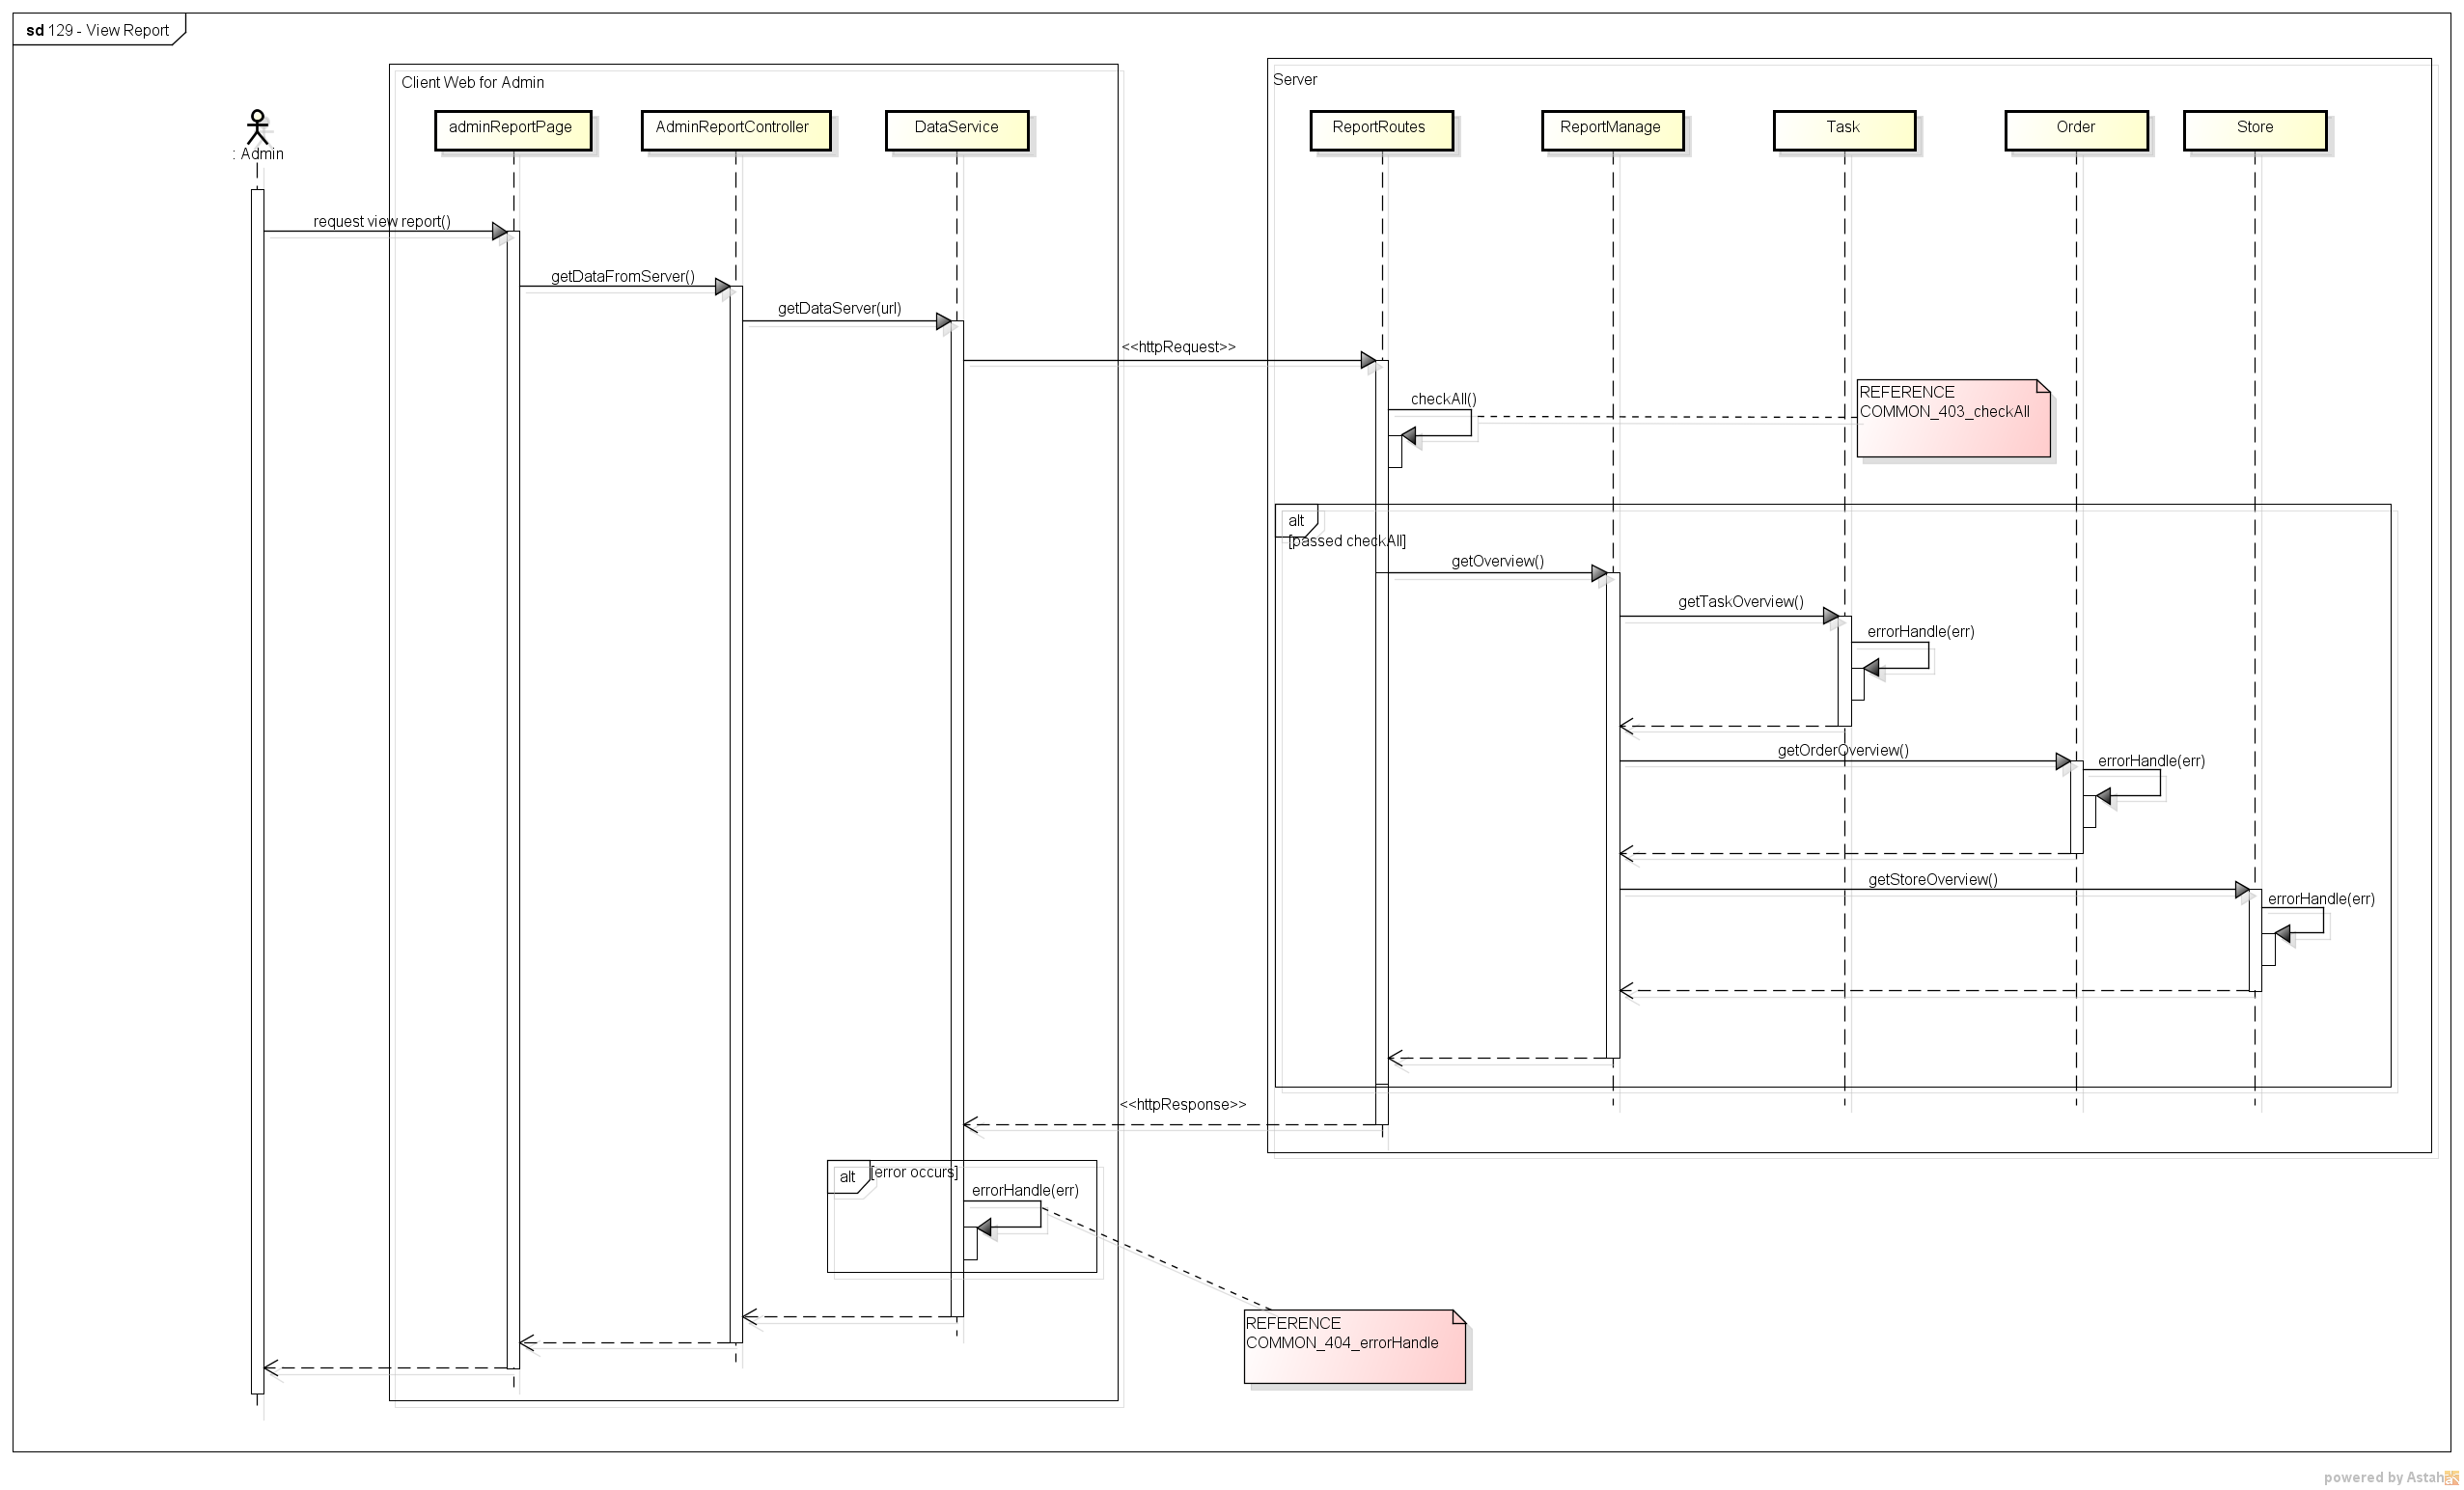 sd 129 - View Report
Client Web for Admin
Server
: Admin
adminReportPage
AdminReportController
DataService
ReportRoutes
ReportManage
Task
Order
Store
request view report()
getDataFromServer()
getDataServer(url)
<<httpRequest>>
checkAll()
REFERENCE
COMMON_403_checkAll
alt
[passed checkAll]
getOverview()
getTaskOverview()
errorHandle(err)
getOrderOverview()
errorHandle(err)
getStoreOverview()
errorHandle(err)
<<httpResponse>>
alt
[error occurs]
errorHandle(err)
REFERENCE
COMMON_404_errorHandle
powered by Astah